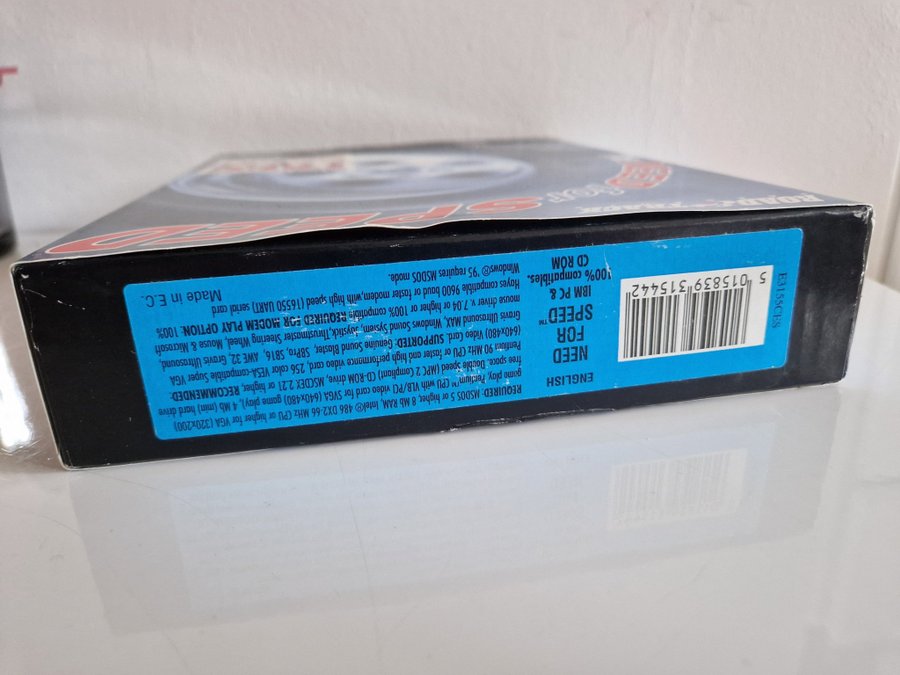 E3155CES
5 015839 315442
ENGLISH
NEED
FOR
SPEED™
IBM PC &
100% compatibles.
CD ROM
REQUIRED: MSDOS 5 or higher, 8 Mb RAM, Intel® 486 DX2-66 MHz CPU or higher for VGA (320x200)
game play; Pentium™ CPU with VLB/PCI video card for SVGA (640x480) game play), 4 Mb (min) hard drive
free space. Double Speed (MPC 2 Compliant) CD-ROM drive, MSDEX 2.21 or higher. RECOMMENDED:
Pentium 90 MHz CPU or faster and high performance video card. 256 color VESA-compatible Super VGA
(640x480) Video Card. SUPPORTED: Genuine Sound Blaster, SBPro, SB16, AWE 32, Gravis Ultrasound,
Gravis Ultrasound MAX, Windows Sound System, Joystick, Thrustmaster Steering Wheel, Mouse & Microsoft
mouse driver v. 7.04 or higher or 100% compatible REQUIRED FOR MODEM PLAY OPTION: 100%
Hayes compatible 9600 baud or faster modem, with high speed (16550 UART) serial card
Windows® '95 requires MSDOS mode.
Made in E.C.
ROAD & TRACK
NEED for SPEED